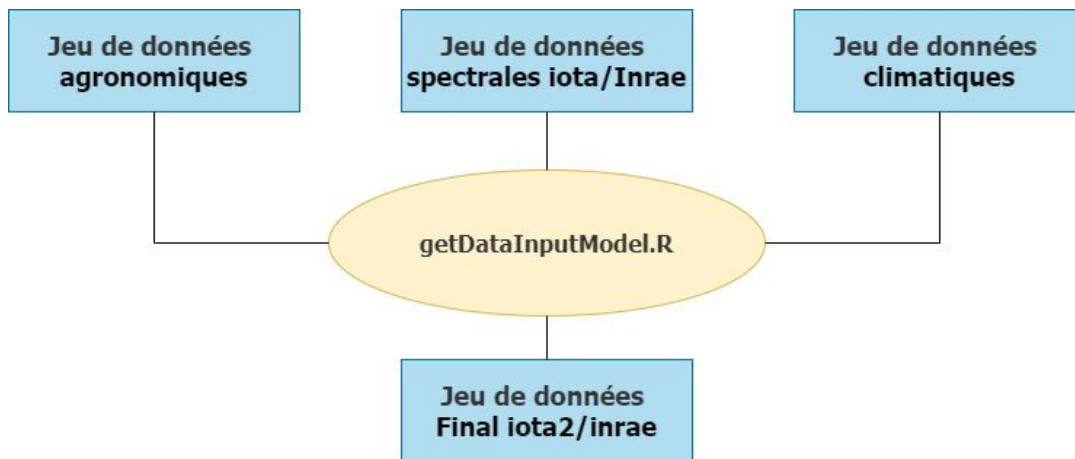 Jeu de données
agronomiques
Jeu de données
spectrales iota/Inrae
Jeu de données
climatiques
getDataInputModel.R
Jeu de données
Final iota2/inrae